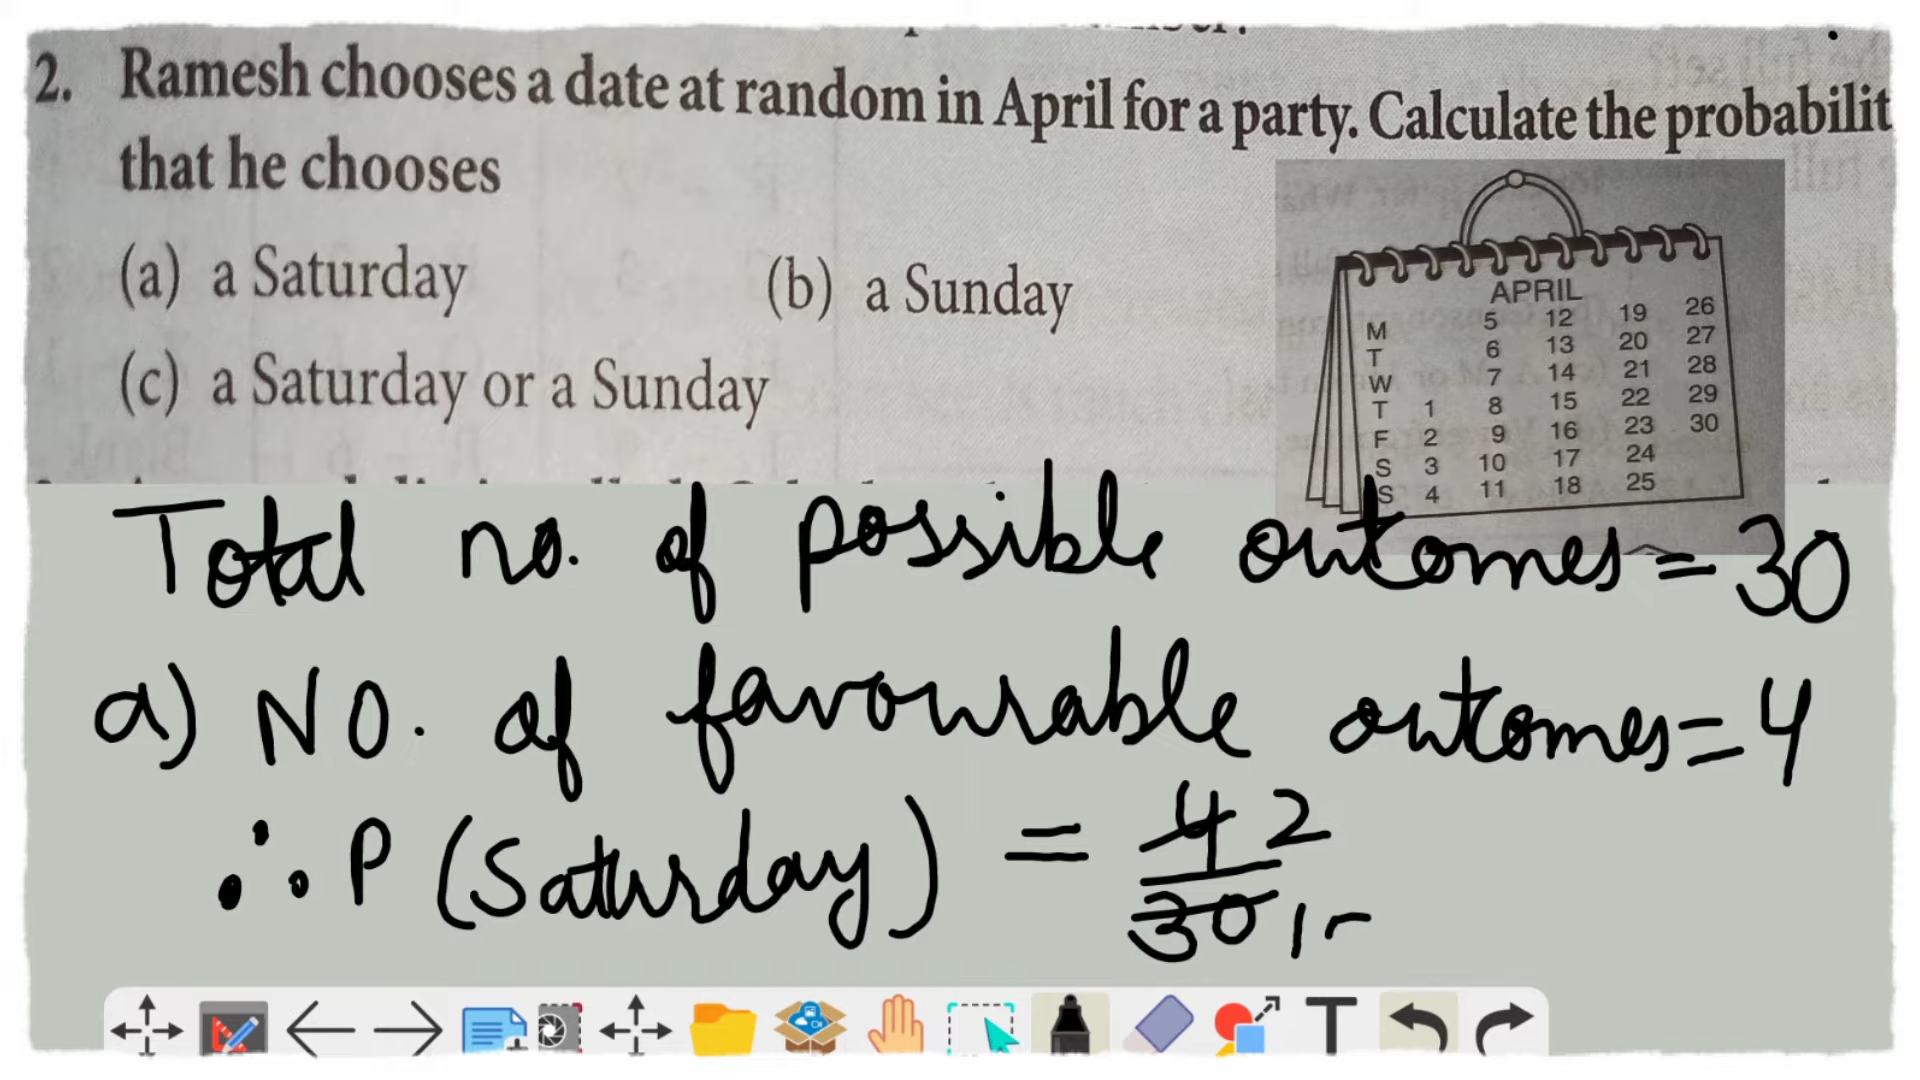 2. Ramesh chooses a date at random in April for a party. Calculate the probabilit
that he chooses
(a) a Saturday
(b) a Sunday
(c) a Saturday or a Sunday
APRIL
M 5 12 19 26
T 6 13 20 27
W 7 14 21 28
T 1 8 15 22 29
F 2 9 16 23 30
S 3 10 17 24
S 4 11 18 25
Total no. of possible outomes = 30
a) NO. of favourable outomes = 4
∴ P (Saturday) = 4 2
30 1
T